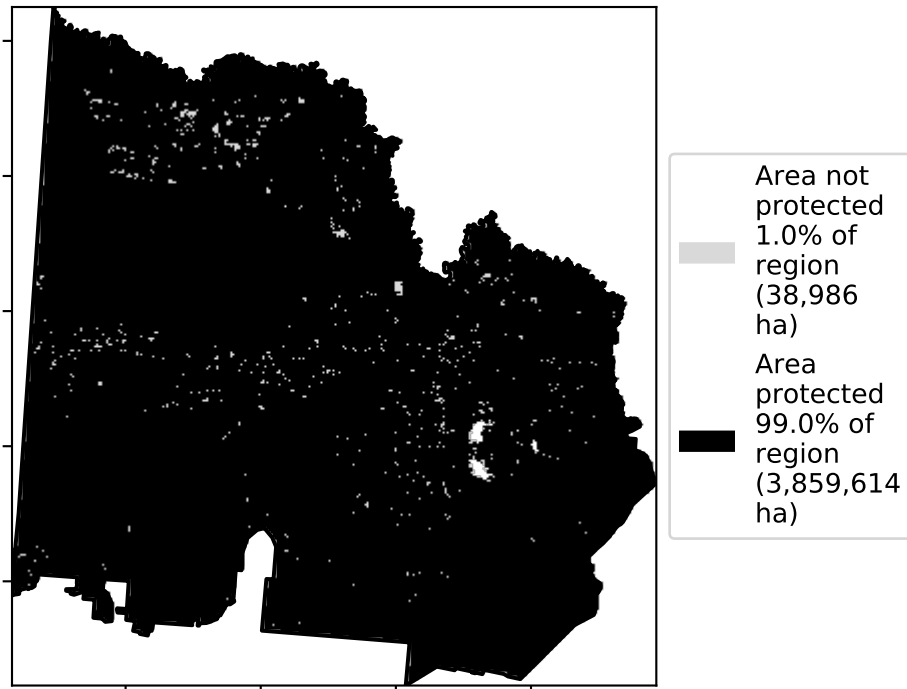 Area not
protected
1.0% of
region
(38,986
ha)
Area
protected
99.0% of
region
(3,859,614
ha)